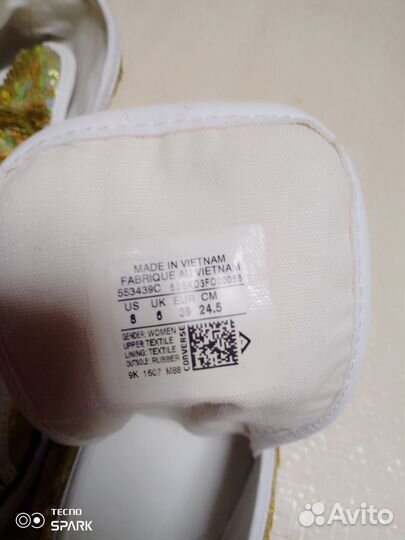 MADE IN VIETNAM
FABRIQUE AU VIETNAM
553439C
US UK EUR CM
8 6 39 24.5
GENDER: WOMEN
UPPER: TEXTILE
LINING: TEXTILE
OUTSOLE: RUBBER
CONVERSE
9K 1607 M88
TECNO
SPARK
Avito